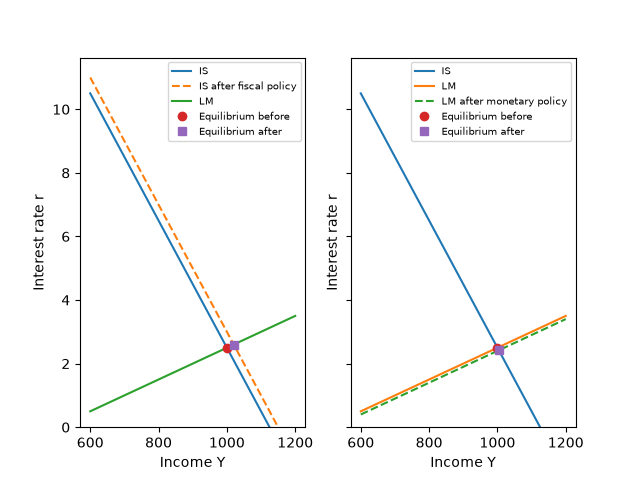 IS
IS after fiscal policy
LM
Equilibrium before
Equilibrium after
10
8
6
4
2
0
Interest rate r
600 800 1000 1200
Income Y
IS
LM
LM after monetary policy
Equilibrium before
Equilibrium after
Interest rate r
600 800 1000 1200
Income Y